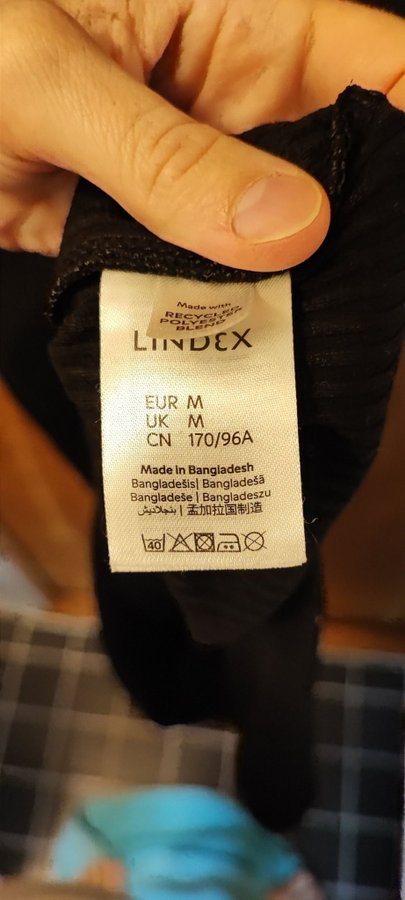 Made with
RECYCLED
POLYESTER
BLEND
LINDEX
EUR M
UK M
CN 170/96A
Made in Bangladesh
Bangladešis| Bangladešā
Bangladeše | Bangladeszu
بنجلاديش | 孟加拉国制造
40